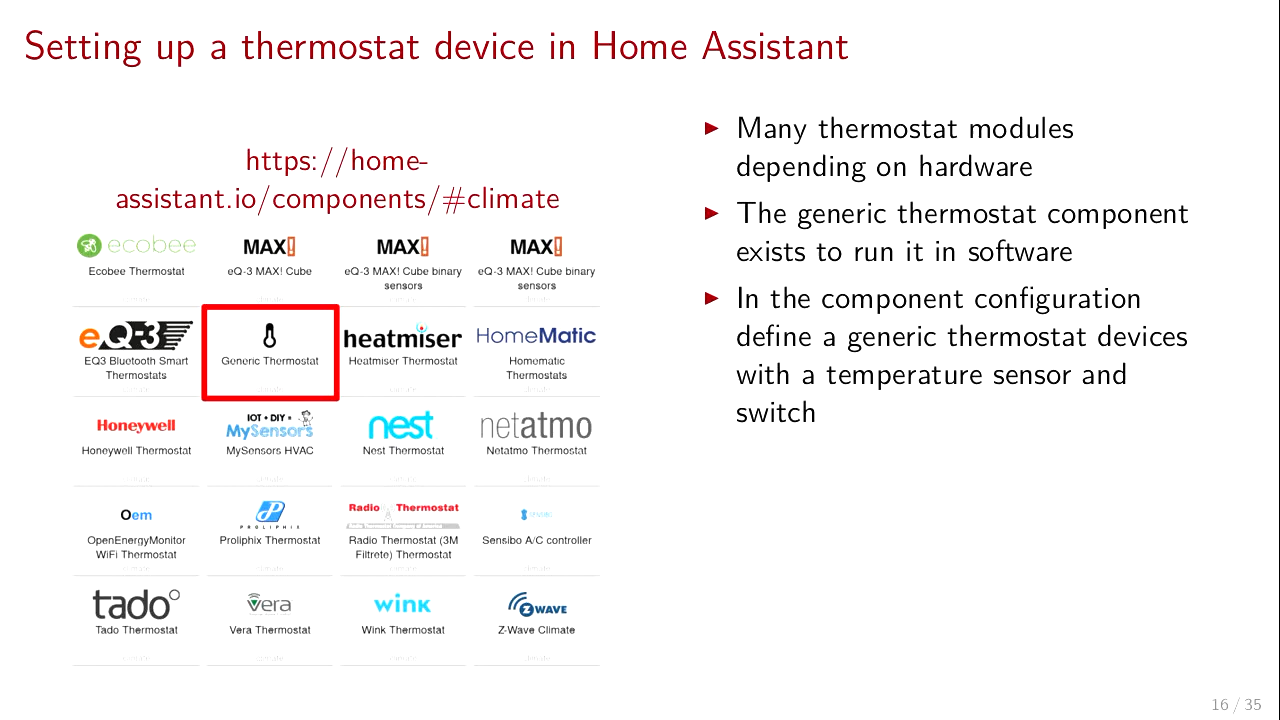 Setting up a thermostat device in Home Assistant
https://home-
assistant.io/components/#climate
ecobee
Ecobee Thermostat
MAX!
eQ-3 MAX! Cube
MAX!
eQ-3 MAX! Cube binary
sensors
MAX!
eQ-3 MAX! Cube binary
sensors
eQ-3
EQ3 Bluetooth Smart
Thermostats
Generic Thermostat
heatmiser
Heatmiser Thermostat
HomeMatic
Homematic
Thermostats
Honeywell
Honeywell Thermostat
IOT + DIY =
MySensors
MySensors HVAC
nest
Nest Thermostat
netatmo
Netatmo Thermostat
Oem
OpenEnergyMonitor
WiFi Thermostat
PROLIPHIX
Proliphix Thermostat
Radio Thermostat
Radio Thermostat (3M
Filtrete) Thermostat
Sensibo A/C controller
tado°
Tado Thermostat
vera
Vera Thermostat
wink
Wink Thermostat
Z-WAVE
Z-Wave Climate
▶ Many thermostat modules
depending on hardware
▶ The generic thermostat component
exists to run it in software
▶ In the component configuration
define a generic thermostat devices
with a temperature sensor and
switch
16 / 35